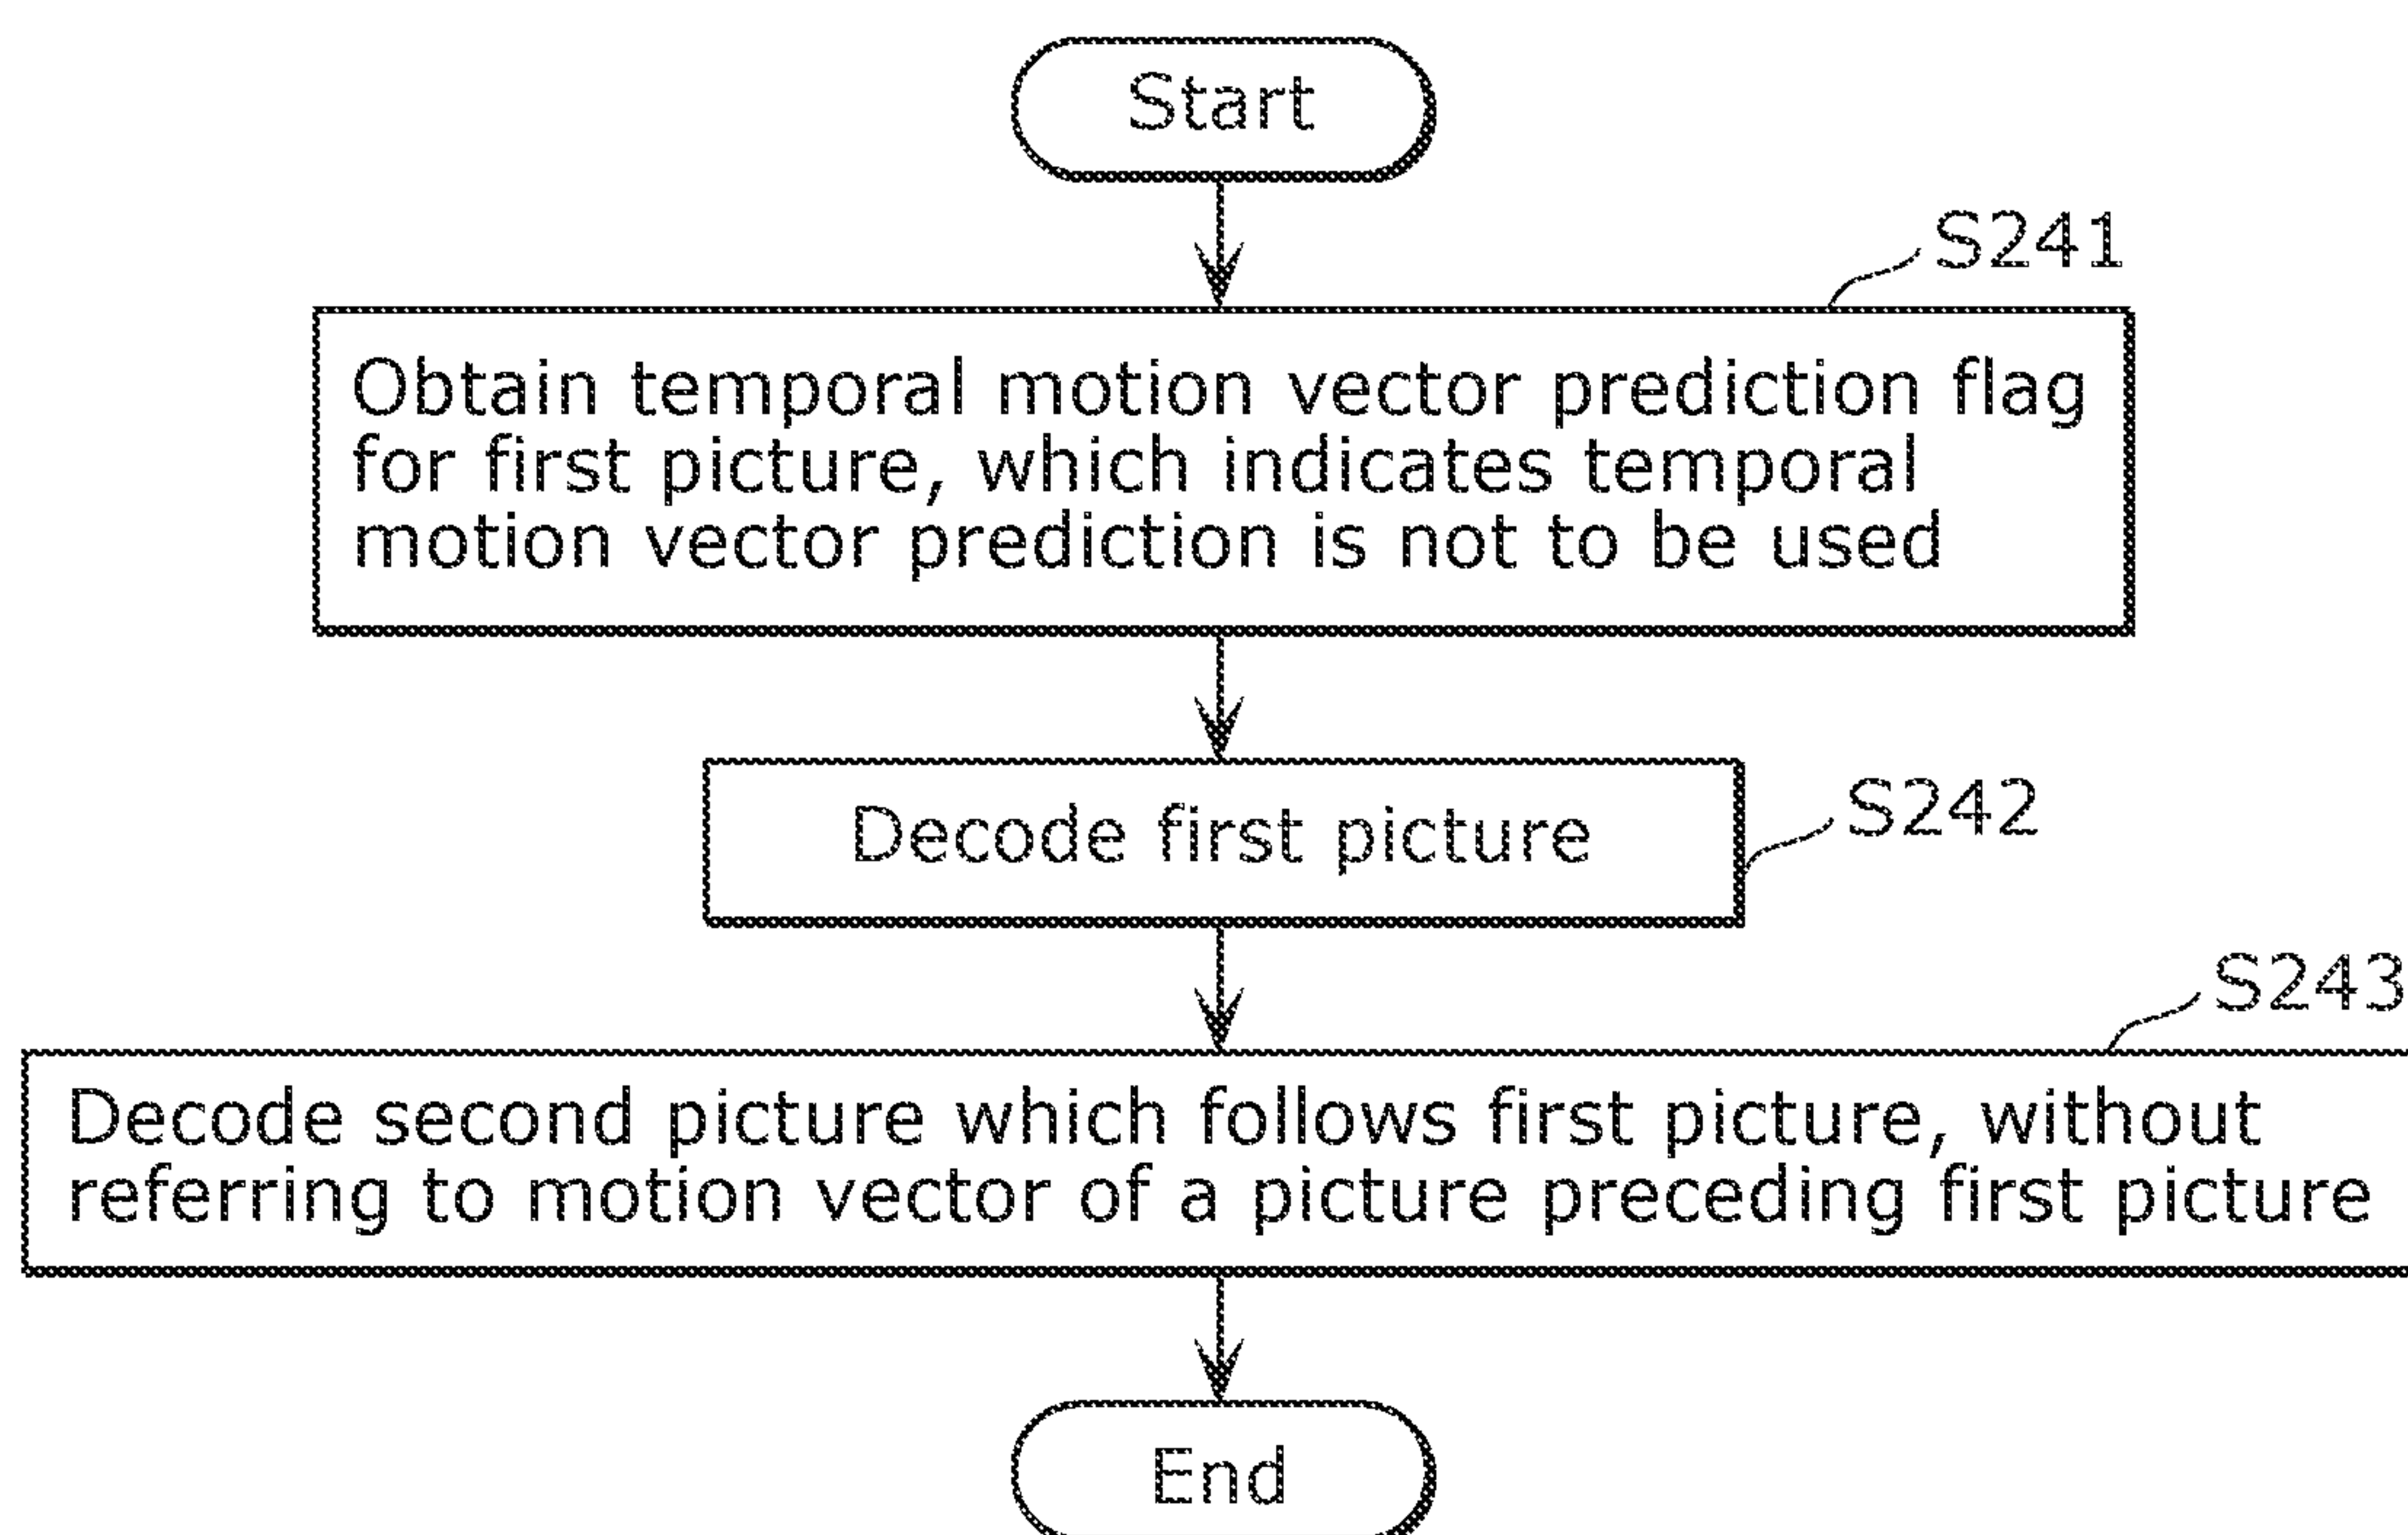 Start
S241
Obtain temporal motion vector prediction flag
for first picture, which indicates temporal
motion vector prediction is not to be used
Decode first picture
S242
S243
Decode second picture which follows first picture, without
referring to motion vector of a picture preceding first picture
End